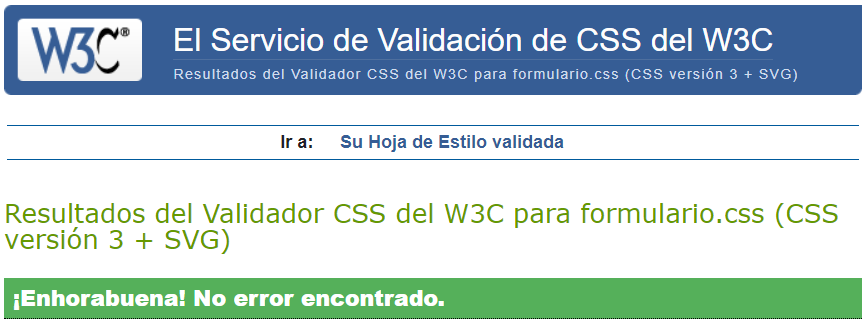 W3C®
El Servicio de Validación de CSS del W3C
Resultados del Validador CSS del W3C para formulario.css (CSS versión 3 + SVG)
Ir a: Su Hoja de Estilo validada
Resultados del Validador CSS del W3C para formulario.css (CSS
versión 3 + SVG)
¡Enhorabuena! No error encontrado.